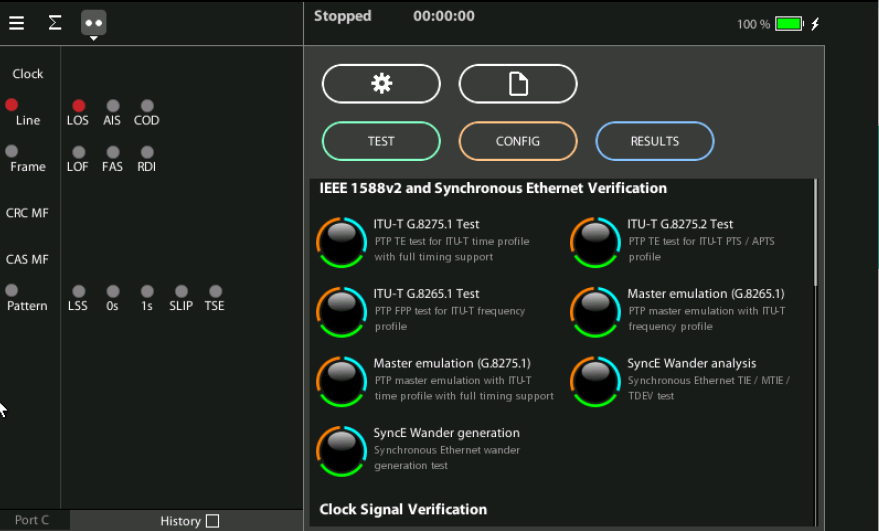 Stopped 00:00:00
100 %
Clock
Line
LOS AIS COD
Frame
LOF FAS RDI
CRC MF
CAS MF
Pattern
LSS 0s 1s SLIP TSE
Port C
History
TEST CONFIG RESULTS
IEEE 1588v2 and Synchronous Ethernet Verification
ITU-T G.8275.1 Test
PTP TE test for ITU-T time profile
with full timing support
ITU-T G.8275.2 Test
PTP TE test for ITU-T PTS / APTS
profile
ITU-T G.8265.1 Test
PTP FPP test for ITU-T frequency
profile
Master emulation (G.8265.1)
PTP master emulation with ITU-T
frequency profile
Master emulation (G.8275.1)
PTP master emulation with ITU-T
time profile with full timing support
SyncE Wander analysis
Synchronous Ethernet TIE / MTIE /
TDEV test
SyncE Wander generation
Synchronous Ethernet wander
generation test
Clock Signal Verification